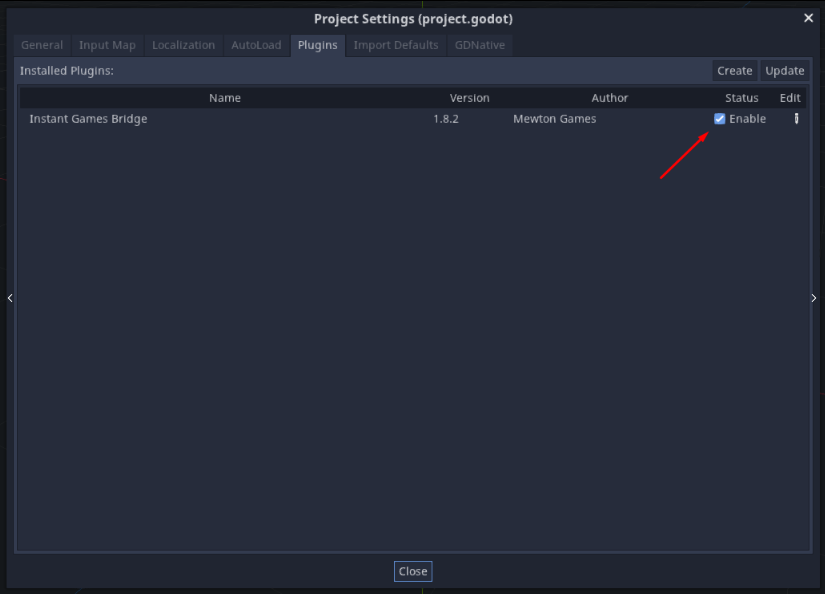 Project Settings (project.godot)
General Input Map Localization AutoLoad Plugins Import Defaults GDNative
Installed Plugins: Create Update
Name Version Author Status Edit
Instant Games Bridge 1.8.2 Mewton Games Enable
Close